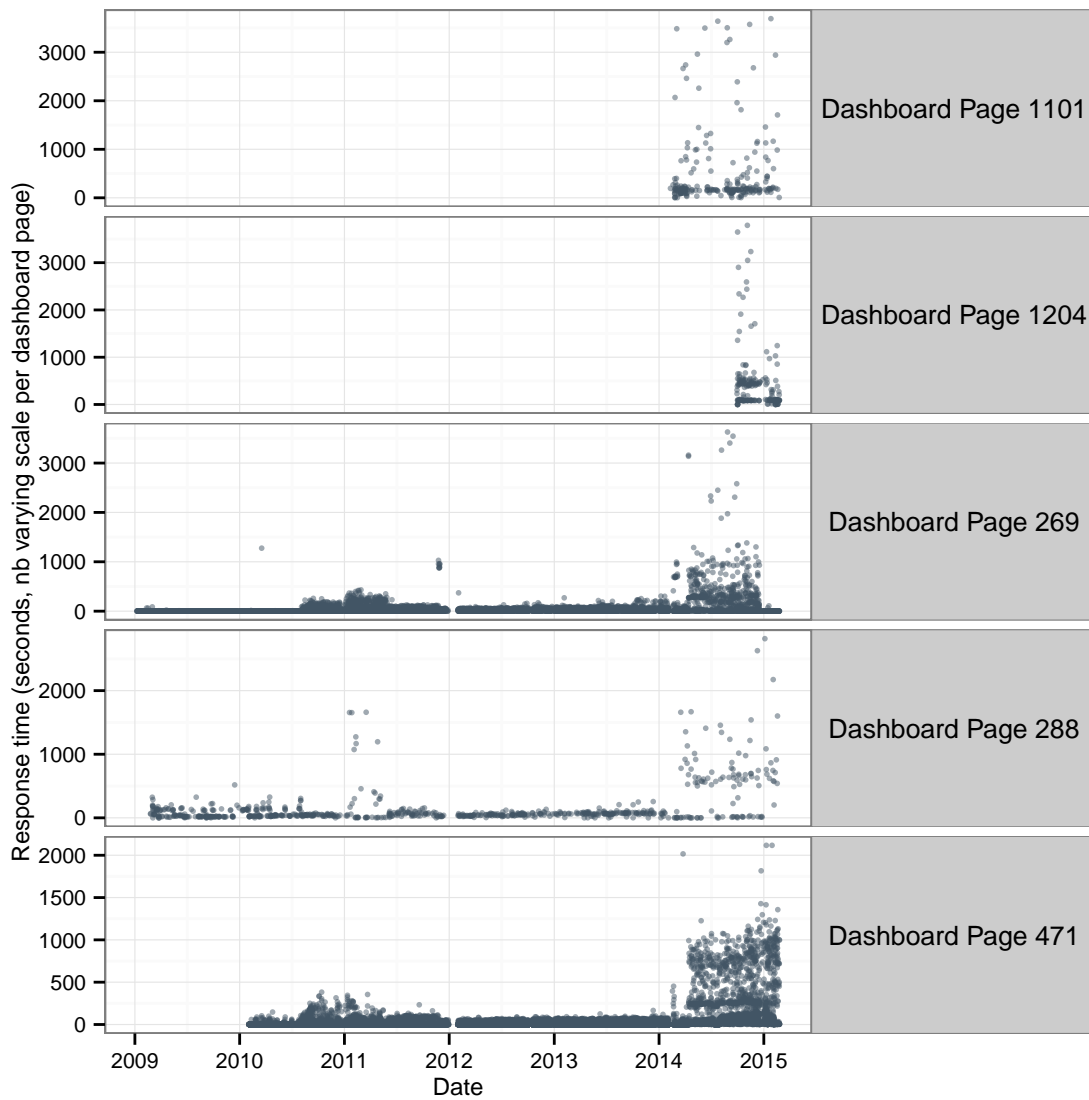 Response time (seconds, nb varying scale per dashboard page)
3000
2000
1000
0
Dashboard Page 1101
3000
2000
1000
0
Dashboard Page 1204
3000
2000
1000
0
Dashboard Page 269
2000
1000
0
Dashboard Page 288
2000
1500
1000
500
0
Dashboard Page 471
2009 2010 2011 2012 2013 2014 2015
Date